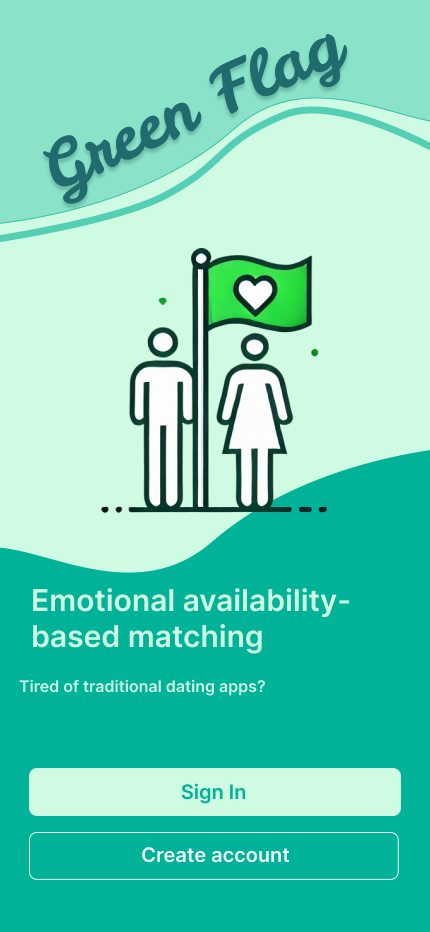 Green Flag
Emotional availability-
based matching
Tired of traditional dating apps?
Sign In
Create account